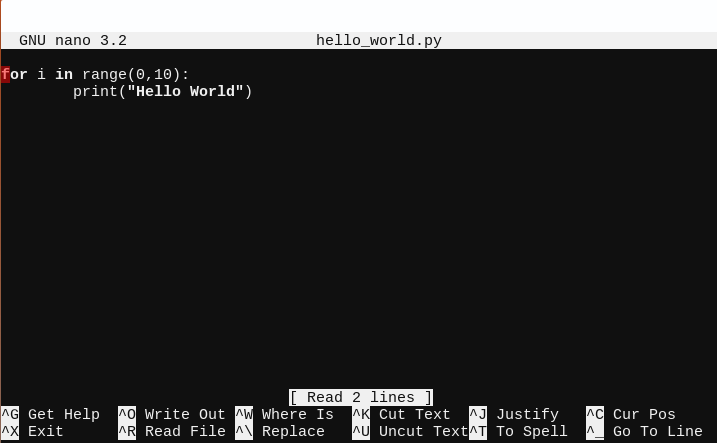 GNU nano 3.2 hello_world.py
for i in range(0,10):
        print("Hello World")
[ Read 2 lines ]
^G Get Help ^O Write Out ^W Where Is ^K Cut Text ^J Justify ^C Cur Pos
^X Exit ^R Read File ^\ Replace ^U Uncut Text ^T To Spell ^_ Go To Line